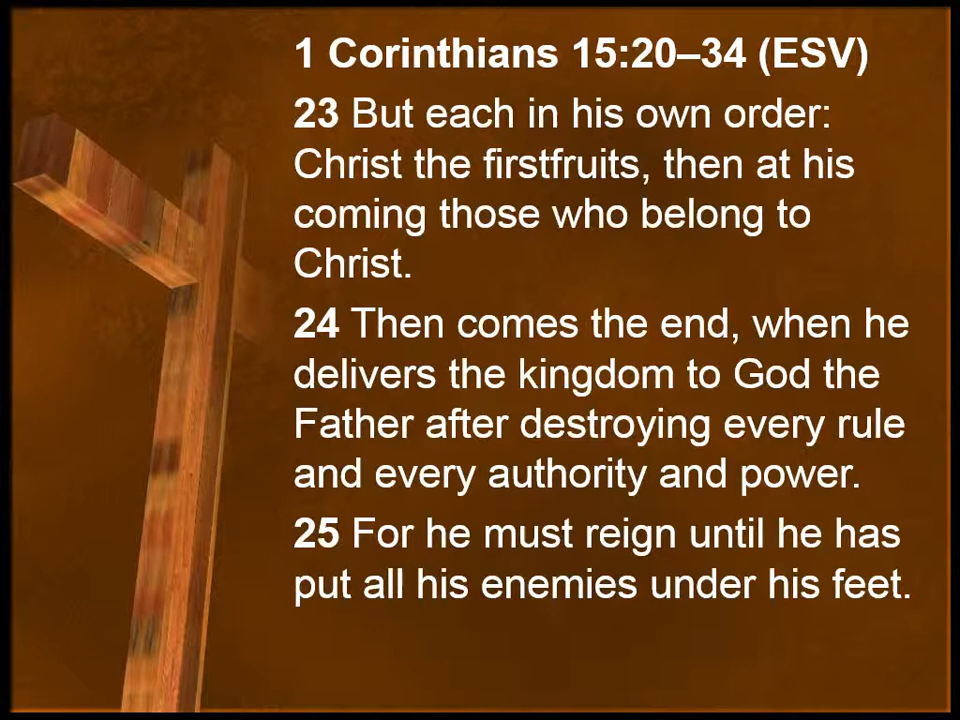 1 Corinthians 15:20–34 (ESV)
23 But each in his own order:
Christ the firstfruits, then at his
coming those who belong to
Christ.
24 Then comes the end, when he
delivers the kingdom to God the
Father after destroying every rule
and every authority and power.
25 For he must reign until he has
put all his enemies under his feet.